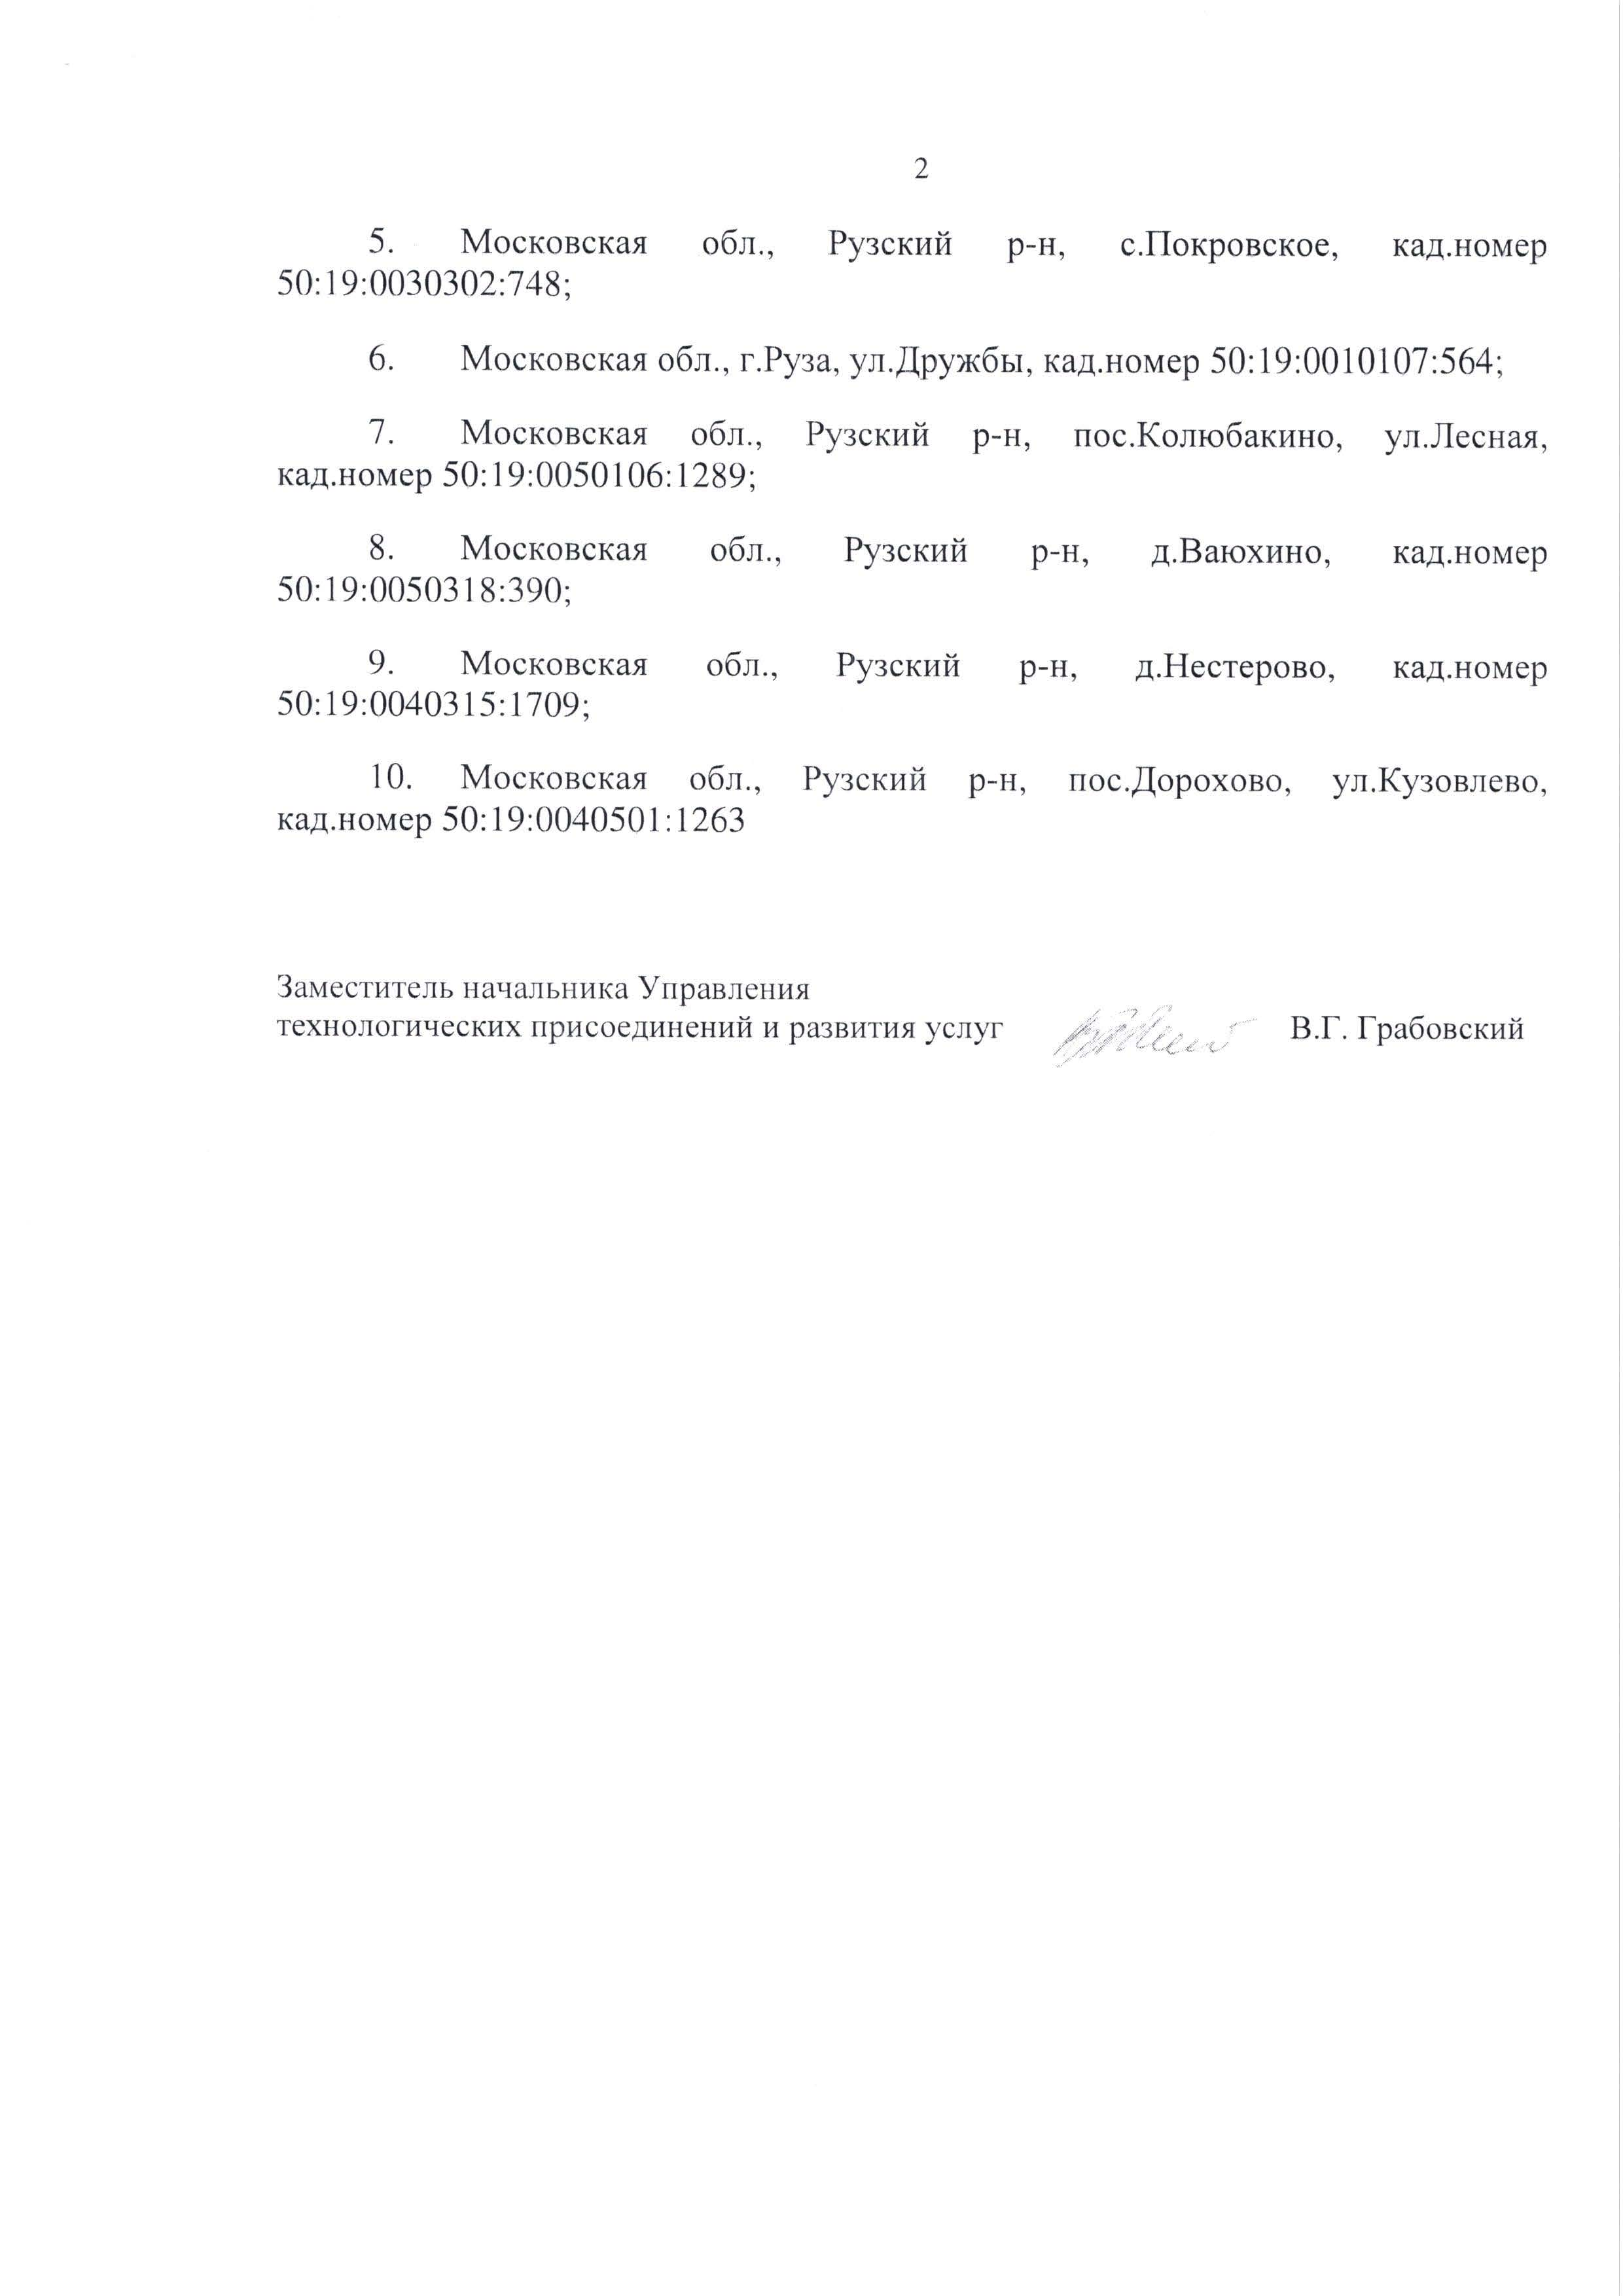 2
5. Московская обл., Рузский р-н, с.Покровское, кад.номер
50:19:0030302:748;
6. Московская обл., г.Руза, ул.Дружбы, кад.номер 50:19:0010107:564;
7. Московская обл., Рузский р-н, пос.Колюбакино, ул.Лесная,
кад.номер 50:19:0050106:1289;
8. Московская обл., Рузский р-н, д.Ваюхино, кад.номер
50:19:0050318:390;
9. Московская обл., Рузский р-н, д.Нестерово, кад.номер
50:19:0040315:1709;
10. Московская обл., Рузский р-н, пос.Дорохово, ул.Кузовлево,
кад.номер 50:19:0040501:1263
Заместитель начальника Управления
технологических присоединений и развития услуг В.Г. Грабовский